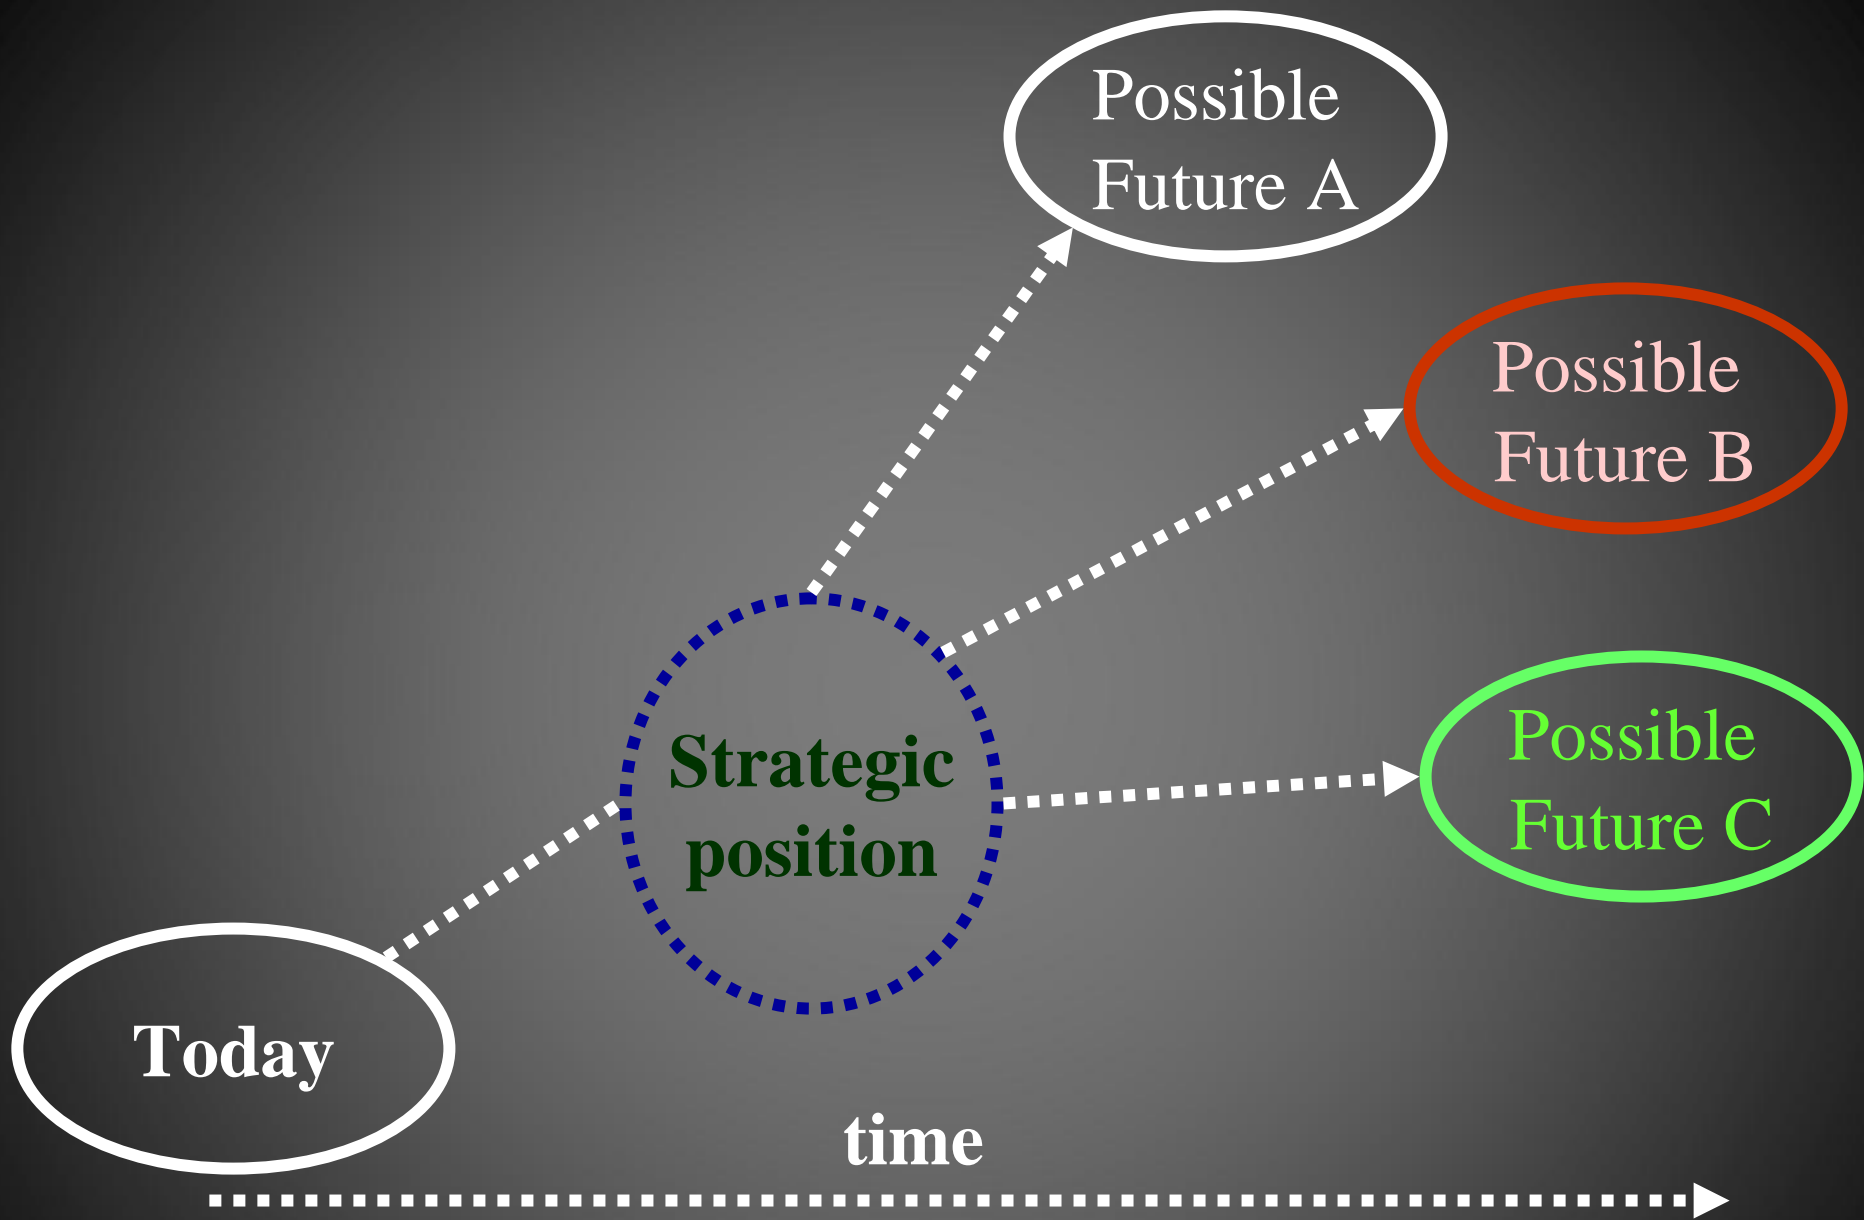 Possible
Future A
Possible
Future B
Possible
Future C
Strategic
position
Today
time